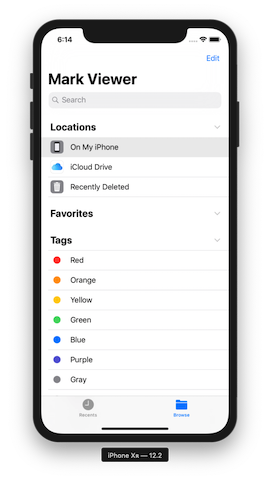 6:14
Edit
Mark Viewer
Search
Locations
On My iPhone
iCloud Drive
Recently Deleted
Favorites
Tags
Red
Orange
Yellow
Green
Blue
Purple
Gray
Recents Browse
iPhone Xʀ — 12.2